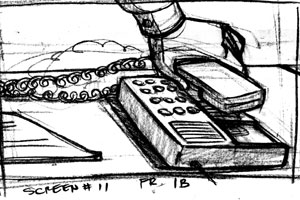 SCREEN # 11 PR. 1B